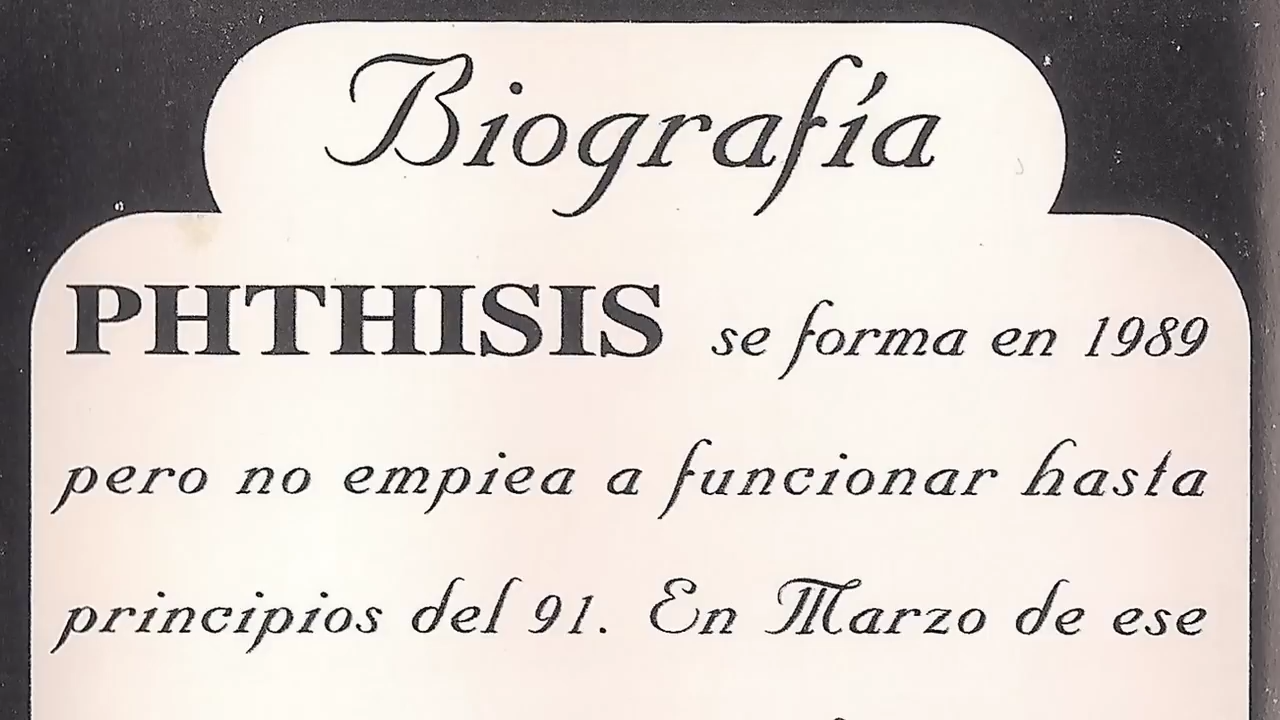 Biografía
PHTHISIS se forma en 1989
pero no empiea a funcionar hasta
principios del 91. En Marzo de ese